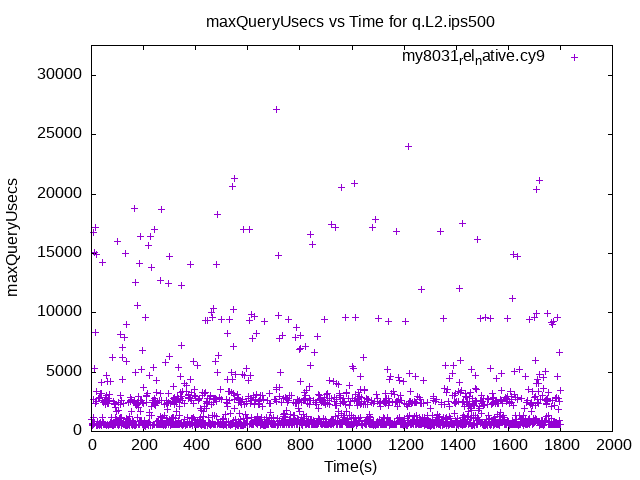 maxQueryUsecs vs Time for q.L2.ips500
my8031relnative.cy9
30000
25000
20000
15000
10000
5000
0
maxQueryUsecs
0 200 400 600 800 1000 1200 1400 1600 1800 2000
Time(s)